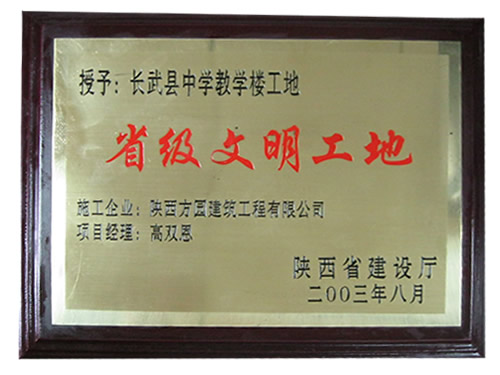 授予：长武县中学教学楼工地
省级文明工地
施工企业：陕西方圆建筑工程有限公司
项目经理：高双恩
陕西省建设厅
二00三年八月